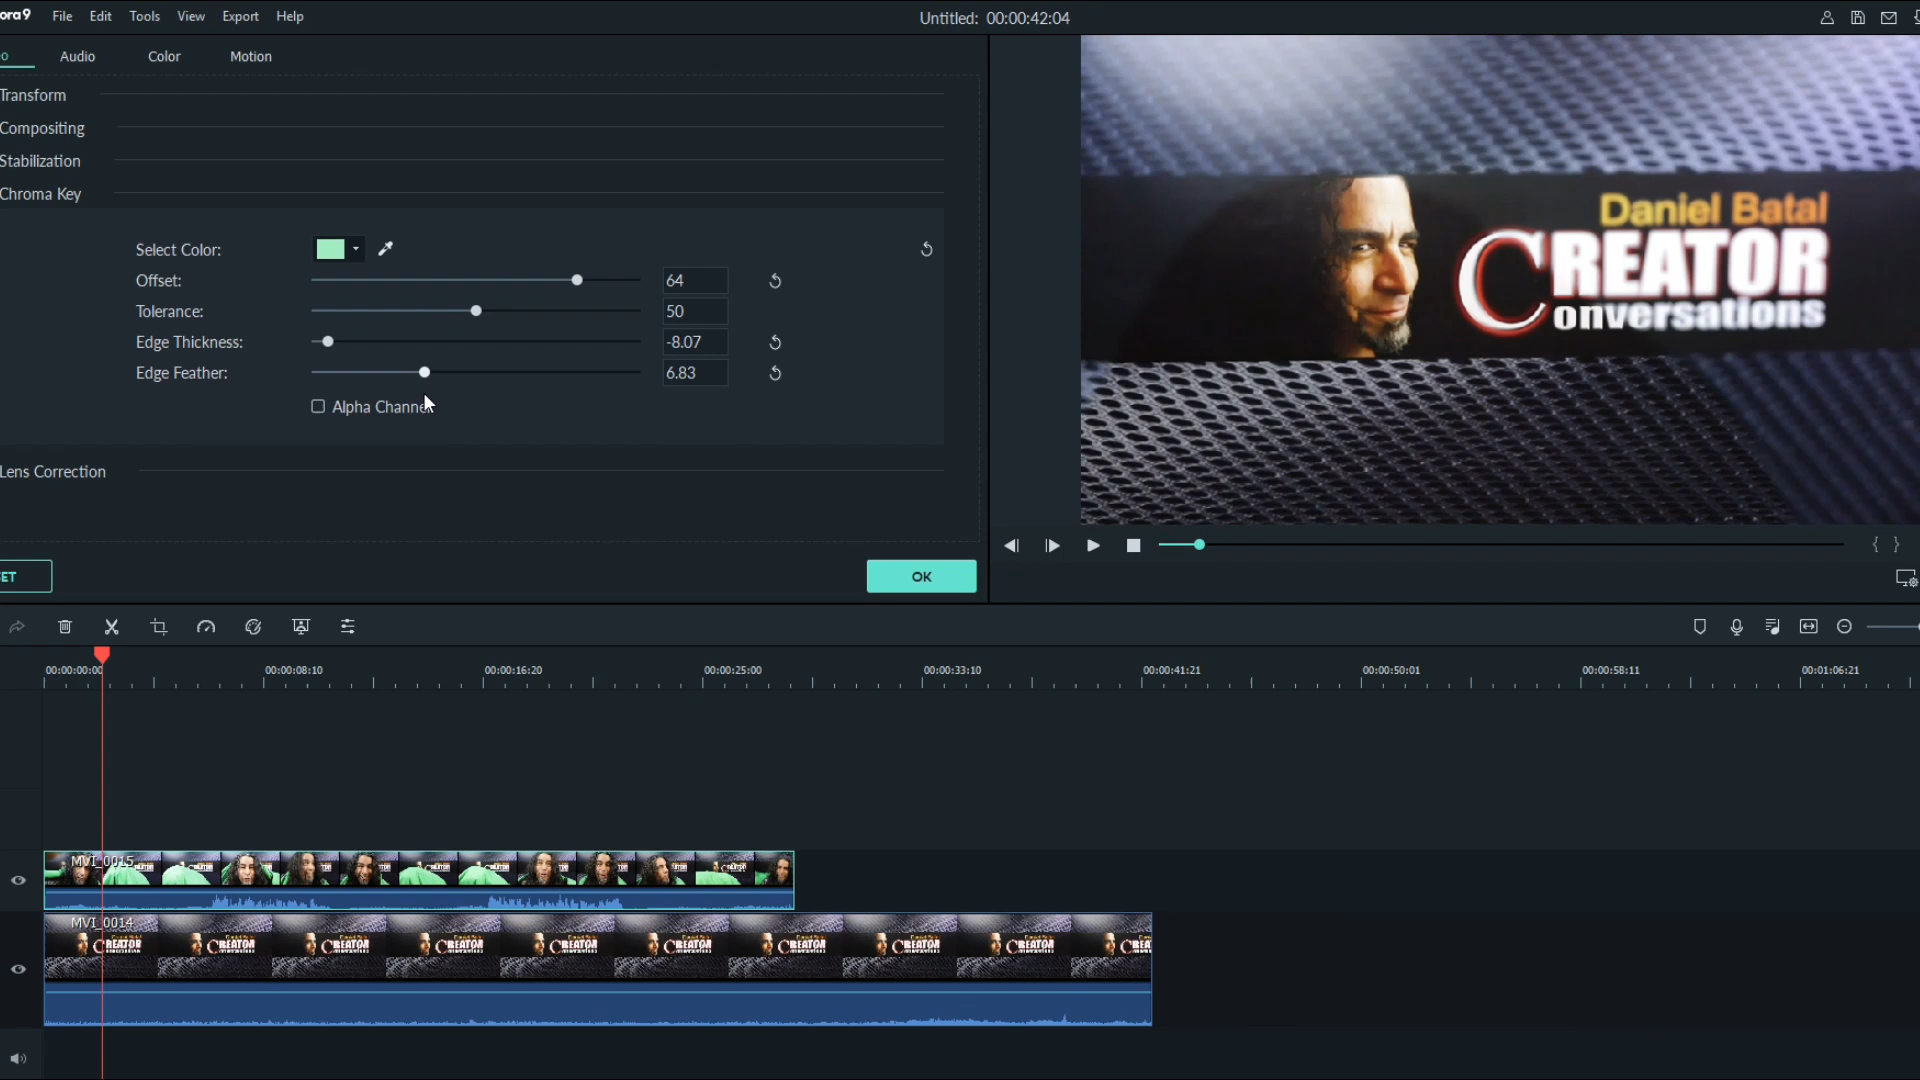 ora9 File Edit Tools View Export Help
Untitled: 00:00:42:04
o Audio Color Motion
Transform
Compositing
Stabilization
Chroma Key
Select Color:
Offset: 64
Tolerance: 50
Edge Thickness: -8.07
Edge Feather: 6.83
Alpha Channel
Lens Correction
ET
OK
Daniel Batal
CREATOR
Conversations
00:00:00:00 00:00:08:10 00:00:16:20 00:00:25:00 00:00:33:10 00:00:41:21 00:00:50:01 00:00:58:11 00:01:06:21
MVI_0015
MVI_0014